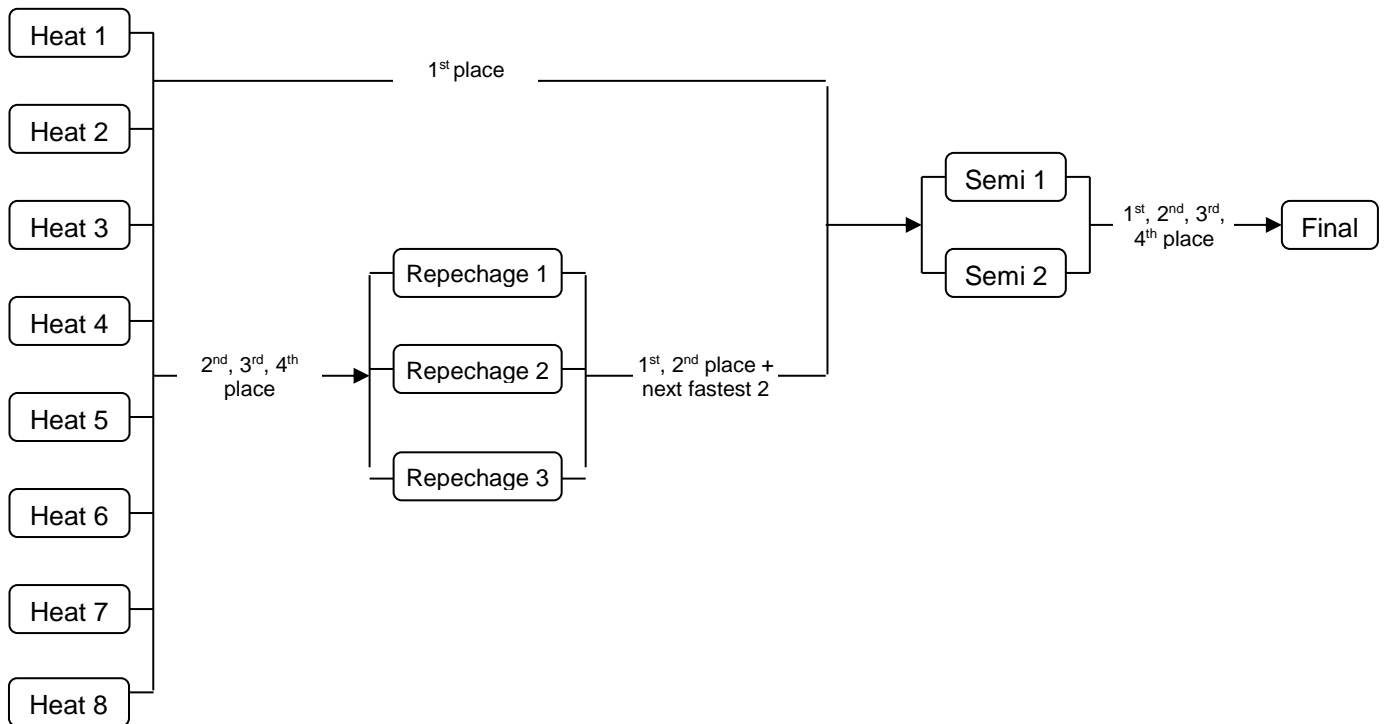 Heat 1
1st place
Heat 2
Semi 1
Heat 3
1st, 2nd, 3rd,
4th place
Final
Repechage 1
Semi 2
Heat 4
2nd, 3rd, 4th
place
Repechage 2
1st, 2nd place +
next fastest 2
Heat 5
Repechage 3
Heat 6
Heat 7
Heat 8